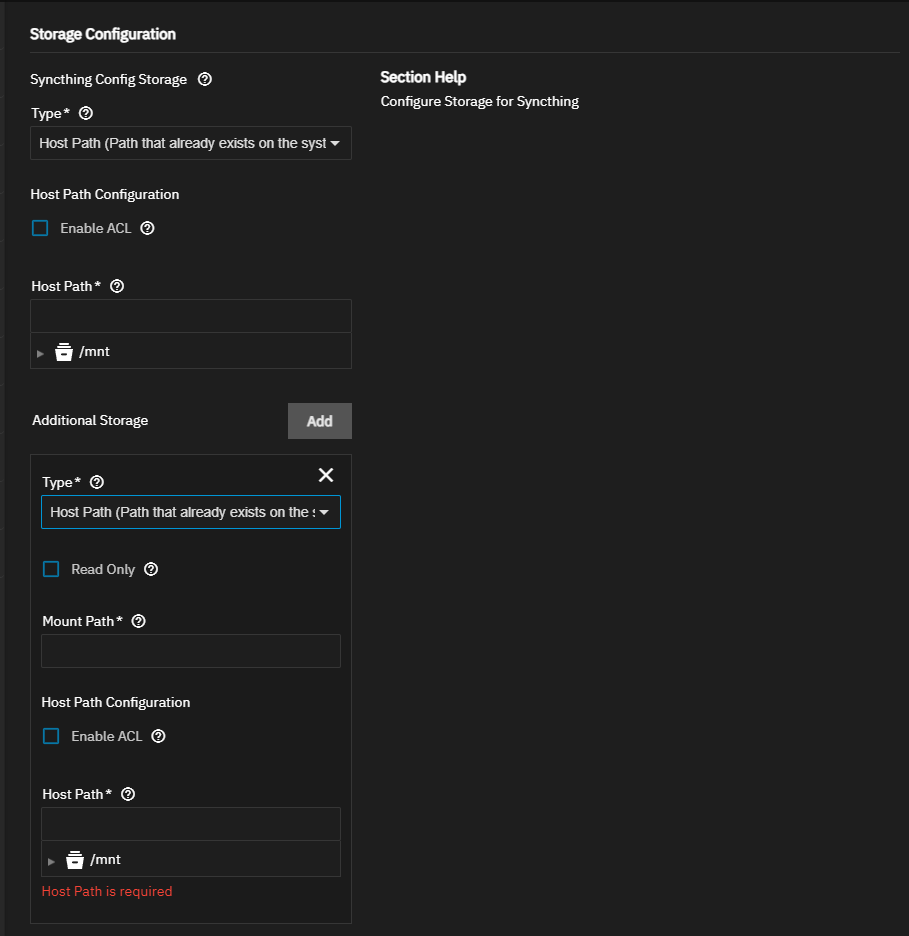 Storage Configuration
Syncthing Config Storage
Section Help
Configure Storage for Syncthing
Type*
Host Path (Path that already exists on the syst
Host Path Configuration
Enable ACL
Host Path*
/mnt
Additional Storage
Add
Type*
Host Path (Path that already exists on the
Read Only
Mount Path*
Host Path Configuration
Enable ACL
Host Path*
/mnt
Host Path is required